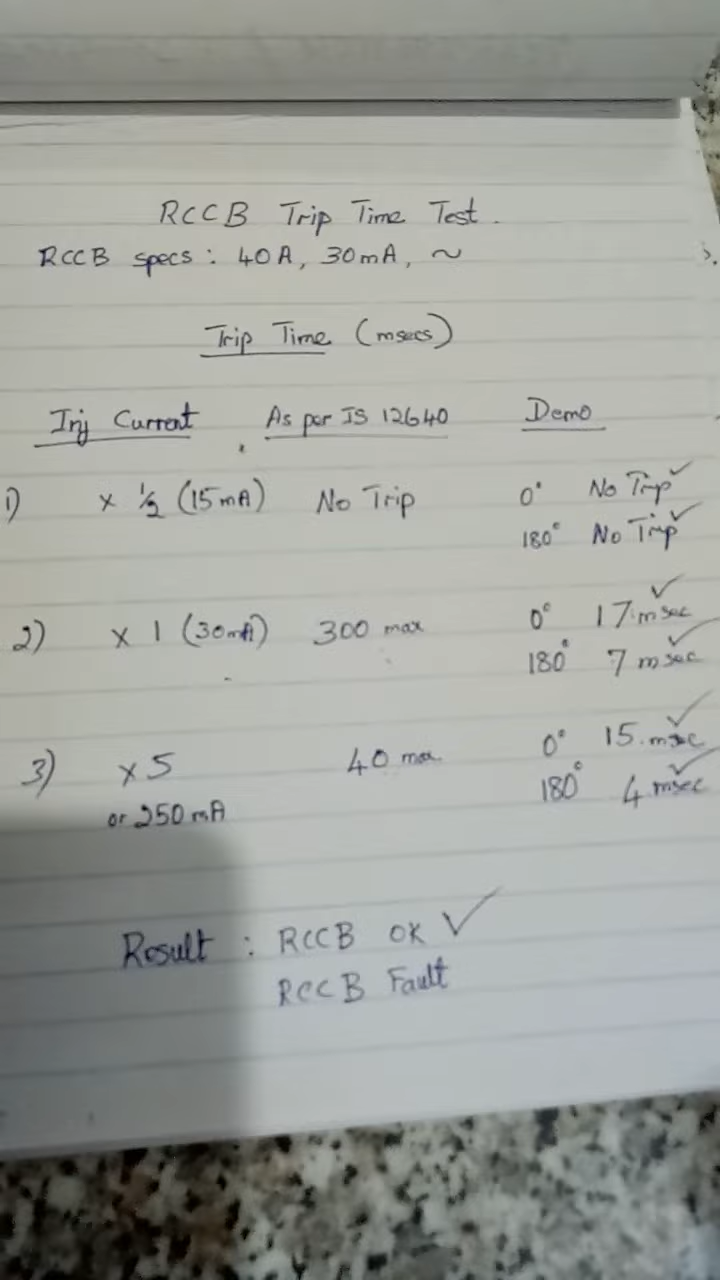 RCCB Trip Time Test.
RCCB specs : 40A, 30mA, ~
Trip Time (msecs)
Inj Current As per IS 12640 Demo
1) x ½ (15mA) No Trip 0° No Trip ✓
180° No Trip ✓
2) x 1 (30mA) 300 max 0° 17 msec ✓
180° 7 msec ✓
3) x 5 40 max 0° 15 msec ✓
or 250 mA 180° 4 msec ✓
Result : RCCB OK ✓
RCCB Fault